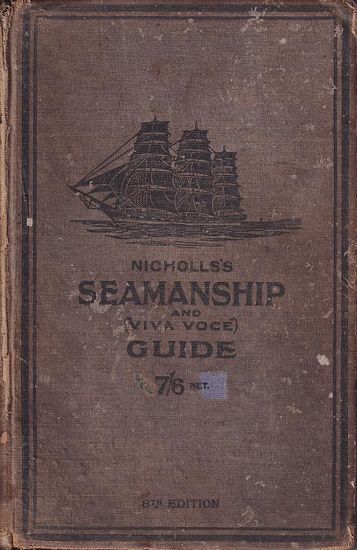 NICHOLLS'S
SEAMANSHIP
AND
(VIVA VOCE)
GUIDE
7/6 NET.
8TH EDITION